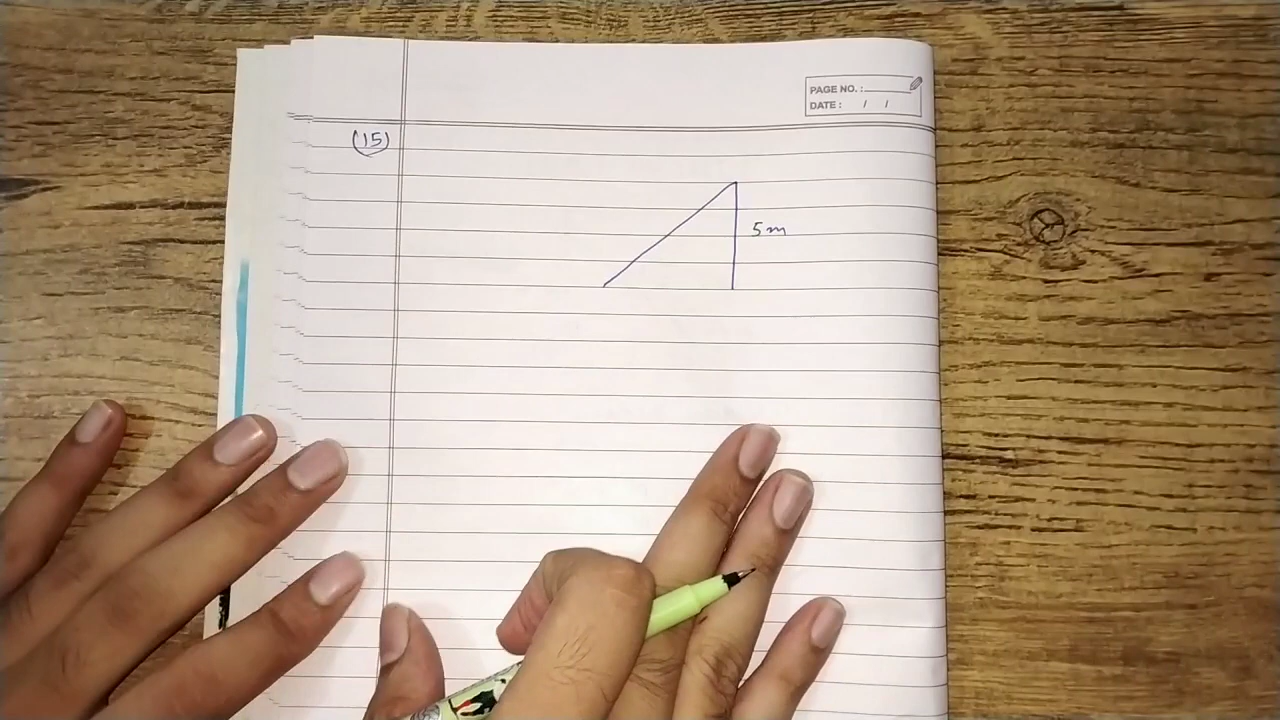 PAGE NO. :
DATE : / /
(15)
5m